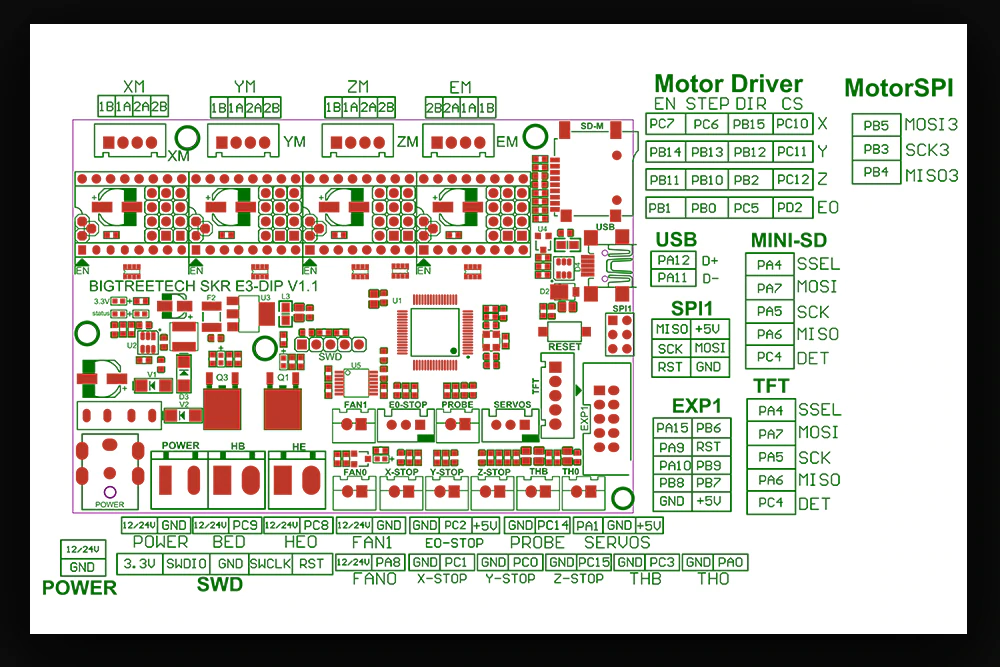 XM YM ZM EM
1B 1A 2A 2B 1B 1A 2A 2B 1B 1A 2A 2B 2B 2A 1A 1B
Motor Driver
EN STEP DIR CS
PC7 PC6 PB15 PC10 X
PB14 PB13 PB12 PC11 Y
PB11 PB10 PB2 PC12 Z
PB1 PB0 PC5 PD2 E0
MotorSPI
PB5 MOSI3
PB3 SCK3
PB4 MISO3
XM YM ZM EM
SD-M
USB
U4
D4
D2
+ + + +
EN EN EN EN
BIGTREETECH SKR E3-DIP V1.1
3.3V
status
F2
U3
L3
U1
U2
SWD
SPI1
RESET
V1
D3
V2
Q3
Q1
U5
TFT
EXP1
FAN1 E0-STOP PROBE SERVOS
POWER HB HE
FAN0 X-STOP Y-STOP Z-STOP THB TH0
POWER
USB
PA12 D+
PA11 D-
SPI1
MISO +5V
SCK MOSI
RST GND
EXP1
PA15 PB6
PA9 RST
PA10 PB9
PB8 PB7
GND +5V
MINI-SD
PA4 SSEL
PA7 MOSI
PA5 SCK
PA6 MISO
PC4 DET
TFT
PA4 SSEL
PA7 MOSI
PA5 SCK
PA6 MISO
PC4 DET
12/24V GND 12/24V PC9 12/24V PC8 12/24V GND GND PC2 +5V GND PC14 PA1 GND +5V
POWER BED HE0 FAN1 E0-STOP PROBE SERVOS
12/24V
GND
POWER
3.3V SWDIO GND SWCLK RST
SWD
12/24V PA8 GND PC1 GND PC0 GND PC15 GND PC3 GND PA0
FAN0 X-STOP Y-STOP Z-STOP THB TH0